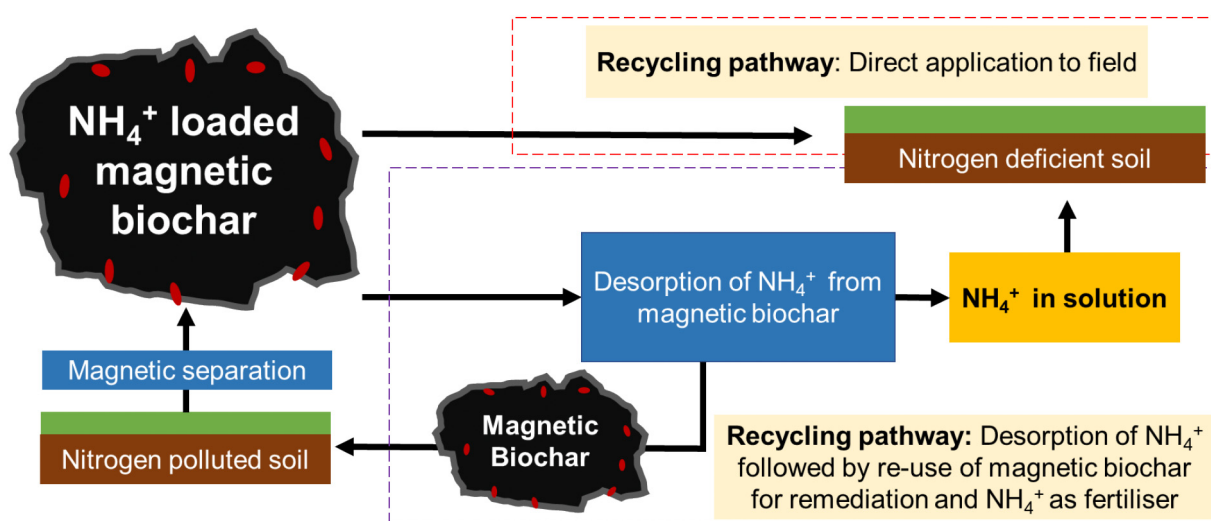 NH₄⁺ loaded
magnetic
biochar
Recycling pathway: Direct application to field
Nitrogen deficient soil
Desorption of NH₄⁺ from
magnetic biochar
NH₄⁺ in solution
Magnetic separation
Nitrogen polluted soil
Magnetic
Biochar
Recycling pathway: Desorption of NH₄⁺
followed by re-use of magnetic biochar
for remediation and NH₄⁺ as fertiliser